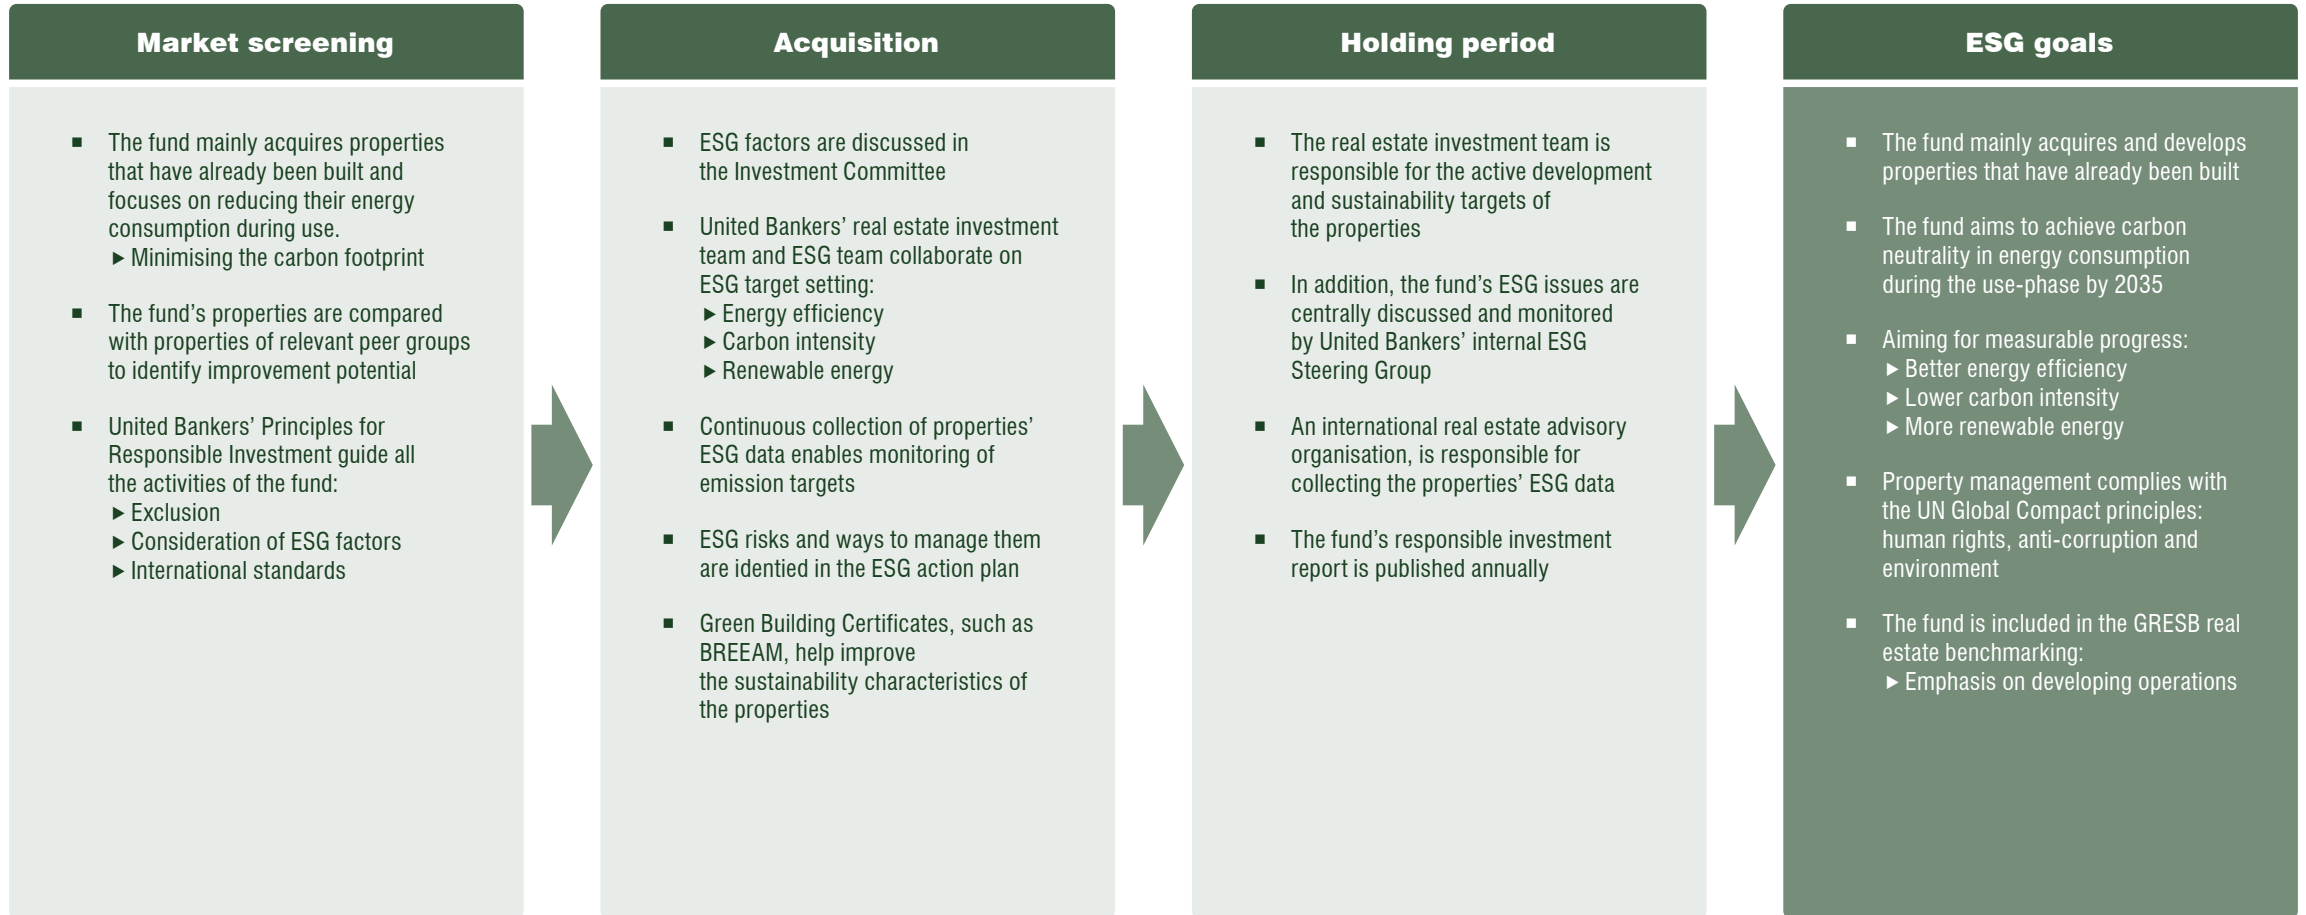 Market screening
■ The fund mainly acquires properties
that have already been built and
focuses on reducing their energy
consumption during use.
▶ Minimising the carbon footprint
■ The fund’s properties are compared
with properties of relevant peer groups
to identify improvement potential
■ United Bankers’ Principles for
Responsible Investment guide all
the activities of the fund:
▶ Exclusion
▶ Consideration of ESG factors
▶ International standards
Acquisition
■ ESG factors are discussed in
the Investment Committee
■ United Bankers’ real estate investment
team and ESG team collaborate on
ESG target setting:
▶ Energy efficiency
▶ Carbon intensity
▶ Renewable energy
■ Continuous collection of properties’
ESG data enables monitoring of
emission targets
■ ESG risks and ways to manage them
are identied in the ESG action plan
■ Green Building Certificates, such as
BREEAM, help improve
the sustainability characteristics of
the properties
Holding period
■ The real estate investment team is
responsible for the active development
and sustainability targets of
the properties
■ In addition, the fund’s ESG issues are
centrally discussed and monitored
by United Bankers’ internal ESG
Steering Group
■ An international real estate advisory
organisation, is responsible for
collecting the properties’ ESG data
■ The fund’s responsible investment
report is published annually
ESG goals
■ The fund mainly acquires and develops
properties that have already been built
■ The fund aims to achieve carbon
neutrality in energy consumption
during the use-phase by 2035
■ Aiming for measurable progress:
▶ Better energy efficiency
▶ Lower carbon intensity
▶ More renewable energy
■ Property management complies with
the UN Global Compact principles:
human rights, anti-corruption and
environment
■ The fund is included in the GRESB real
estate benchmarking:
▶ Emphasis on developing operations